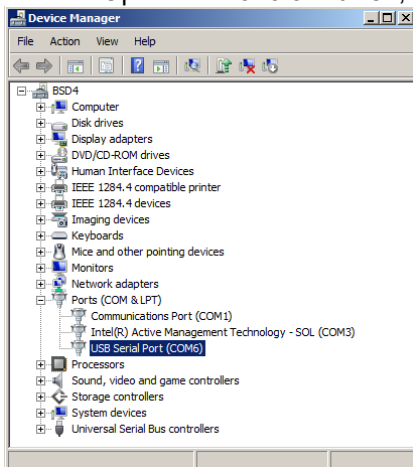 Device Manager
File Action View Help
BSD4
Computer
Disk drives
Display adapters
DVD/CD-ROM drives
Human Interface Devices
IEEE 1284.4 compatible printer
IEEE 1284.4 devices
Imaging devices
Keyboards
Mice and other pointing devices
Monitors
Network adapters
Ports (COM & LPT)
Communications Port (COM1)
Intel(R) Active Management Technology - SOL (COM3)
USB Serial Port (COM6)
Processors
Sound, video and game controllers
Storage controllers
System devices
Universal Serial Bus controllers